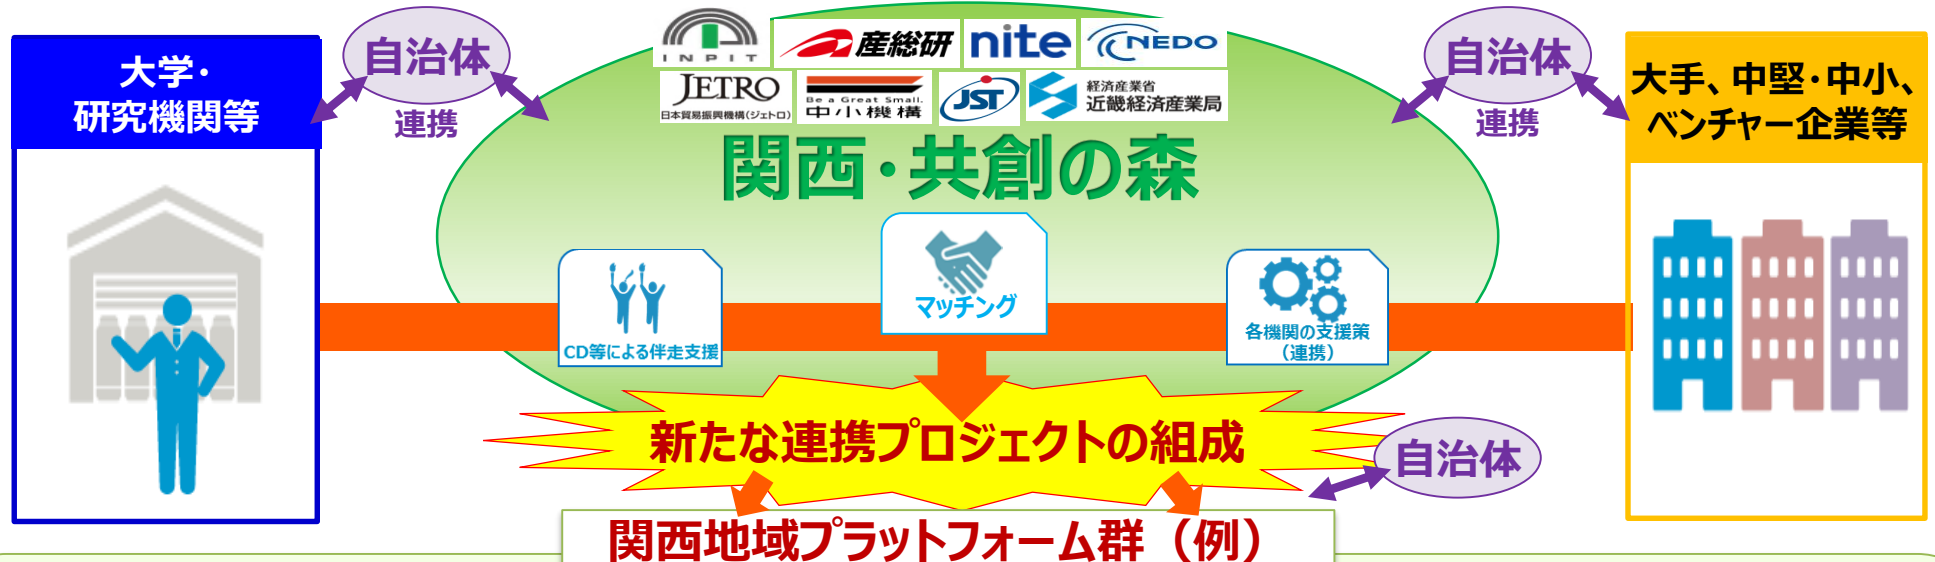 大学・
研究機関等
自治体
連携
INPIT
産総研
nite
NEDO
JETRO
日本貿易振興機構(ジェトロ)
Be a Great Small.
中小機構
JST
経済産業省
近畿経済産業局
関西・共創の森
自治体
連携
大手、中堅・中小、
ベンチャー企業等
CD等による伴走支援
マッチング
各機関の支援策
（連携）
新たな連携プロジェクトの組成
自治体
関西地域プラットフォーム群（例）